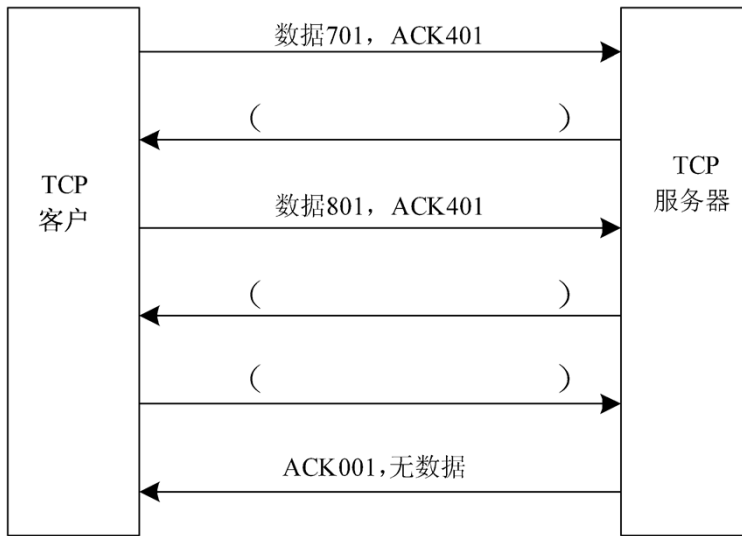 数据701，ACK401
（ ）
TCP
客户
数据801，ACK401
TCP
服务器
（ ）
（ ）
ACK001,无数据